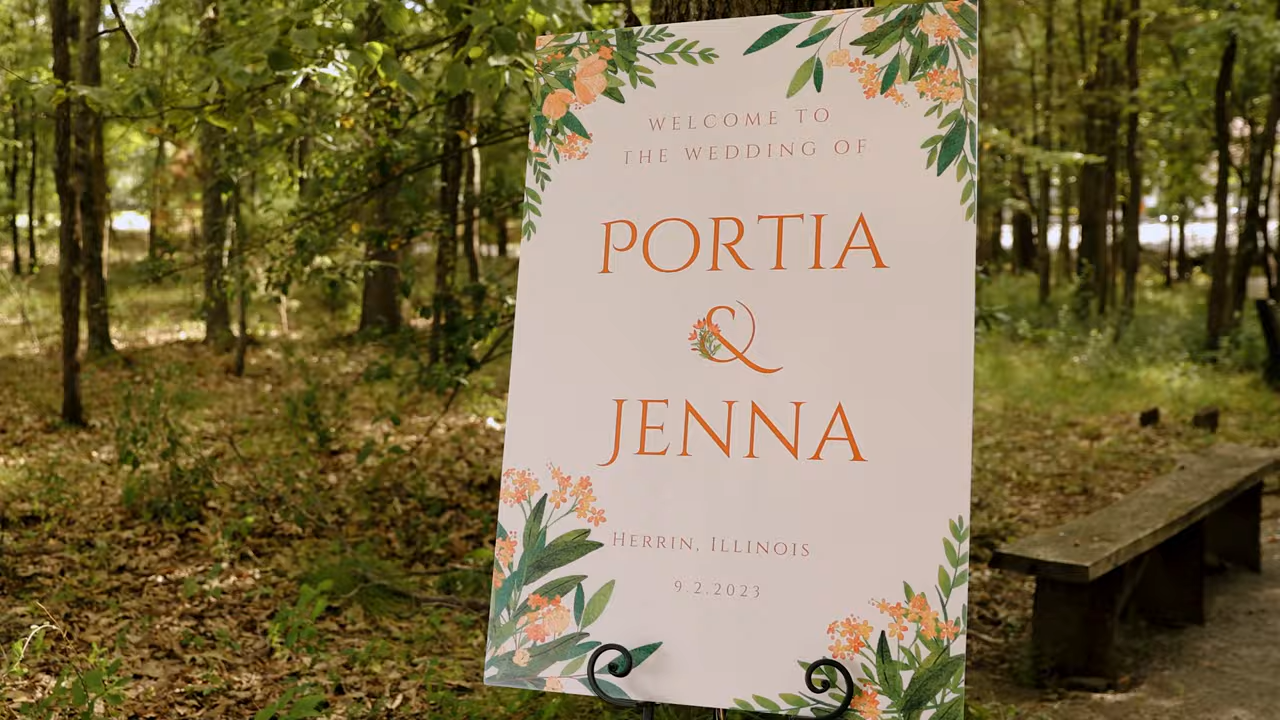 WELCOME TO
THE WEDDING OF
PORTIA
&
JENNA
HERRIN, ILLINOIS
9.2.2023